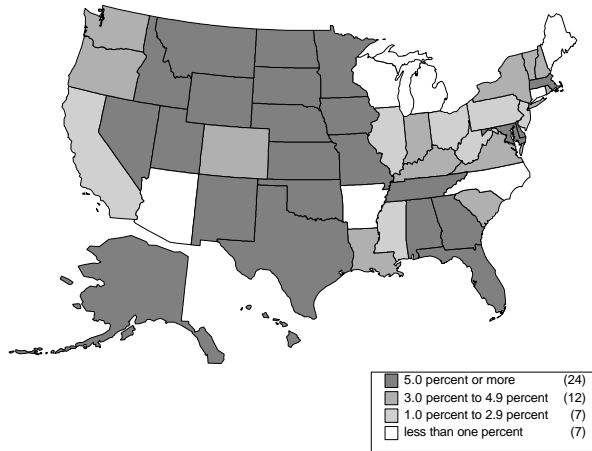 5.0 percent or more (24)
3.0 percent to 4.9 percent (12)
1.0 percent to 2.9 percent (7)
less than one percent (7)